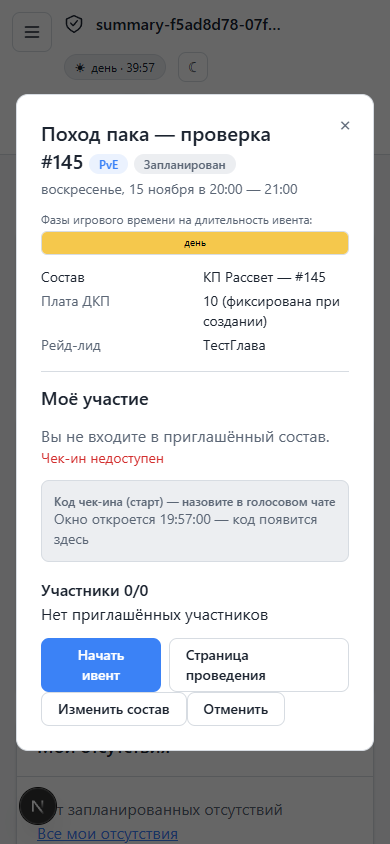 summary-f5ad8d78-07f...
☀ день · 39:57
Поход пака — проверка
#145 PvE Запланирован
воскресенье, 15 ноября в 20:00 — 21:00
Фазы игрового времени на длительность ивента:
день
Состав КП Рассвет — #145
Плата ДКП 10 (фиксирована при
создании)
Рейд-лид ТестГлава
Моё участие
Вы не входите в приглашённый состав.
Чек-ин недоступен
Код чек-ина (старт) — назовите в голосовом чате
Окно откроется 19:57:00 — код появится
здесь
Участники 0/0
Нет приглашённых участников
Начать
ивент
Страница
проведения
Изменить состав Отменить
N
т запланированных отсутствий
Все мои отсутствия